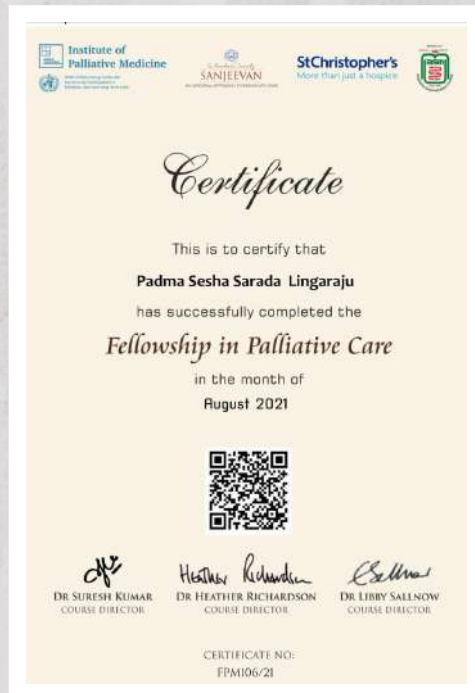 Institute of
Palliative Medicine
SANJEEVAN
StChristopher's
More than just a hospice
Certificate
This is to certify that
Padma Sesha Sarada Lingaraju
has successfully completed the
Fellowship in Palliative Care
in the month of
August 2021
DR SURESH KUMAR
COURSE DIRECTOR
Heather Richardson
DR HEATHER RICHARDSON
COURSE DIRECTOR
DR LIBBY SALLNOW
COURSE DIRECTOR
CERTIFICATE NO:
FPM106/21